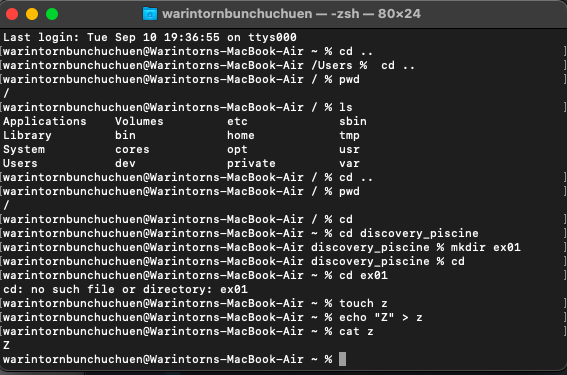 warintornbunchuchuen — -zsh — 80×24
Last login: Tue Sep 10 19:36:55 on ttys000
[warintornbunchuchuen@Warintorns-MacBook-Air ~ % cd .. ]
[warintornbunchuchuen@Warintorns-MacBook-Air /Users %  cd .. ]
[warintornbunchuchuen@Warintorns-MacBook-Air / % pwd ]
/
[warintornbunchuchuen@Warintorns-MacBook-Air / % ls ]
Applications    Volumes    etc    sbin
Library    bin    home    tmp
System    cores    opt    usr
Users    dev    private    var
[warintornbunchuchuen@Warintorns-MacBook-Air / % cd .. ]
[warintornbunchuchuen@Warintorns-MacBook-Air / % pwd ]
/
[warintornbunchuchuen@Warintorns-MacBook-Air / % cd ]
[warintornbunchuchuen@Warintorns-MacBook-Air ~ % cd discovery_piscine ]
[warintornbunchuchuen@Warintorns-MacBook-Air discovery_piscine % mkdir ex01 ]
[warintornbunchuchuen@Warintorns-MacBook-Air discovery_piscine % cd ]
[warintornbunchuchuen@Warintorns-MacBook-Air ~ % cd ex01 ]
cd: no such file or directory: ex01
[warintornbunchuchuen@Warintorns-MacBook-Air ~ % touch z ]
[warintornbunchuchuen@Warintorns-MacBook-Air ~ % echo "Z" > z ]
[warintornbunchuchuen@Warintorns-MacBook-Air ~ % cat z ]
Z
warintornbunchuchuen@Warintorns-MacBook-Air ~ %